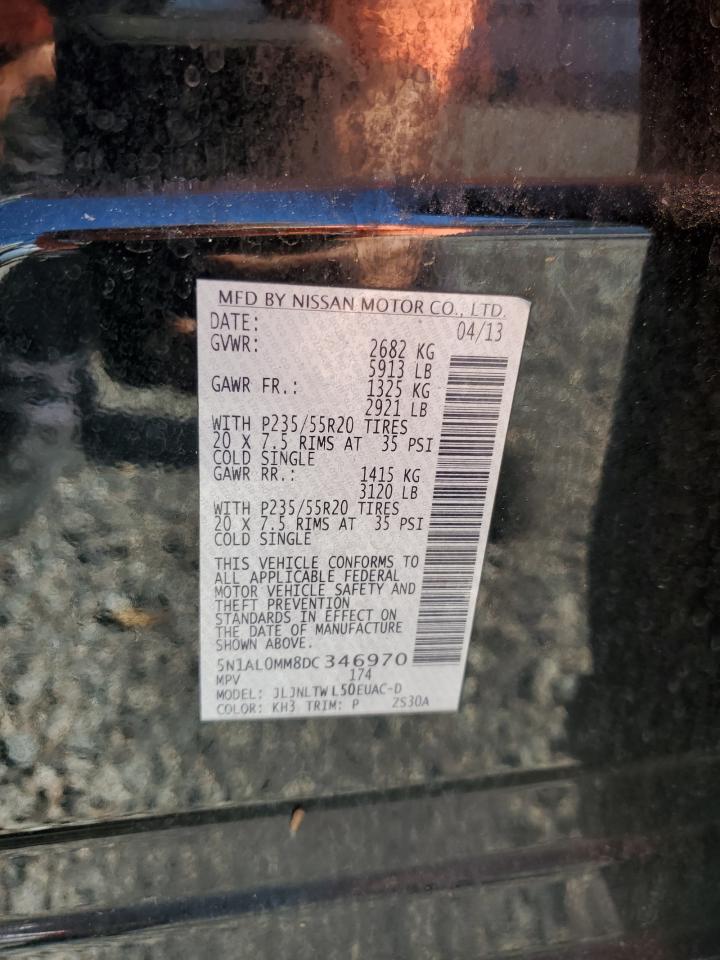 MFD BY NISSAN MOTOR CO., LTD.
DATE: 04/13
GVWR: 2682 KG
5913 LB
GAWR FR.: 1325 KG
2921 LB
WITH P235/55R20 TIRES
20 X 7.5 RIMS AT 35 PSI
COLD SINGLE
GAWR RR.: 1415 KG
3120 LB
WITH P235/55R20 TIRES
20 X 7.5 RIMS AT 35 PSI
COLD SINGLE
THIS VEHICLE CONFORMS TO
ALL APPLICABLE FEDERAL
MOTOR VEHICLE SAFETY AND
THEFT PREVENTION
STANDARDS IN EFFECT ON
THE DATE OF MANUFACTURE
SHOWN ABOVE.
5N1AL0MM8DC346970
MPV 174
MODEL: JLJNLTWL50EUAC-D
COLOR: KH3 TRIM: P ZS30A